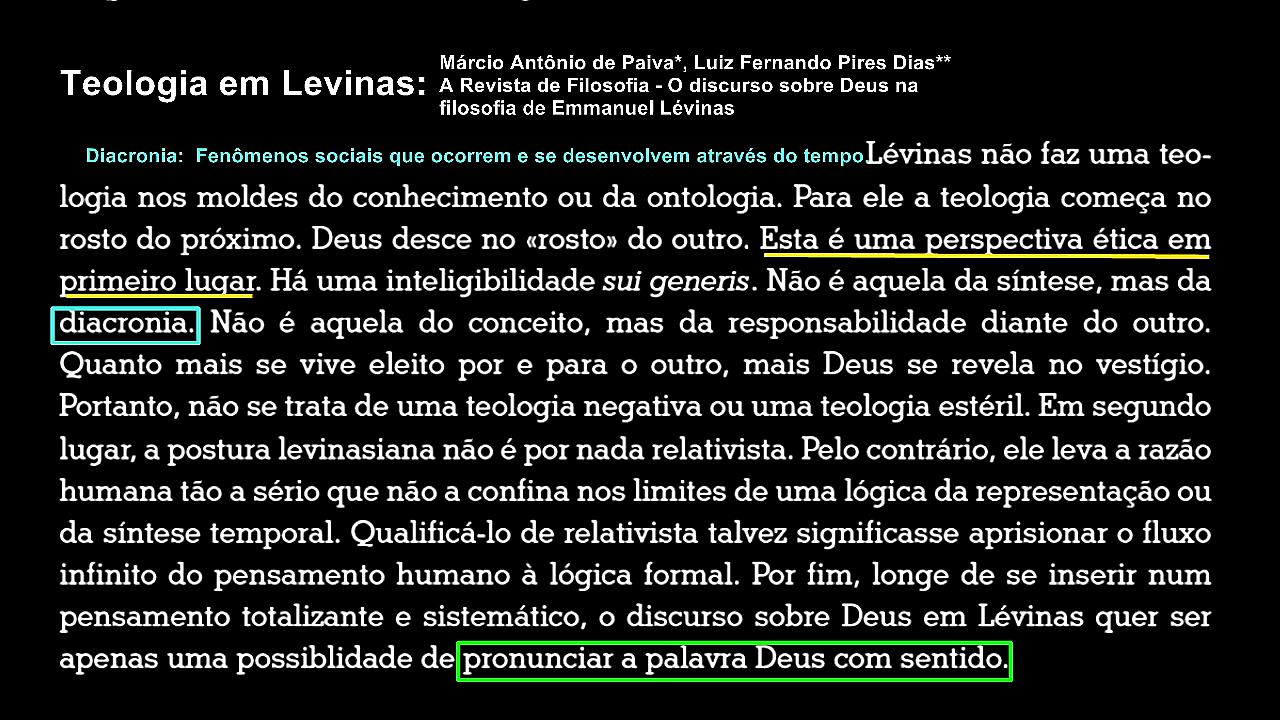 Teologia em Levinas:
Márcio Antônio de Paiva*, Luiz Fernando Pires Dias**
A Revista de Filosofia - O discurso sobre Deus na
filosofia de Emmanuel Lévinas
Diacronia: Fenômenos sociais que ocorrem e se desenvolvem através do tempo. Lévinas não faz uma teo-
logia nos moldes do conhecimento ou da ontologia. Para ele a teologia começa no
rosto do próximo. Deus desce no «rosto» do outro. Esta é uma perspectiva ética em
primeiro lugar. Há uma inteligibilidade sui generis. Não é aquela da síntese, mas da
diacronia. Não é aquela do conceito, mas da responsabilidade diante do outro.
Quanto mais se vive eleito por e para o outro, mais Deus se revela no vestígio.
Portanto, não se trata de uma teologia negativa ou uma teologia estéril. Em segundo
lugar, a postura levinasiana não é por nada relativista. Pelo contrário, ele leva a razão
humana tão a sério que não a confina nos limites de uma lógica da representação ou
da síntese temporal. Qualificá-lo de relativista talvez significasse aprisionar o fluxo
infinito do pensamento humano à lógica formal. Por fim, longe de se inserir num
pensamento totalizante e sistemático, o discurso sobre Deus em Lévinas quer ser
apenas uma possiblidade de pronunciar a palavra Deus com sentido.